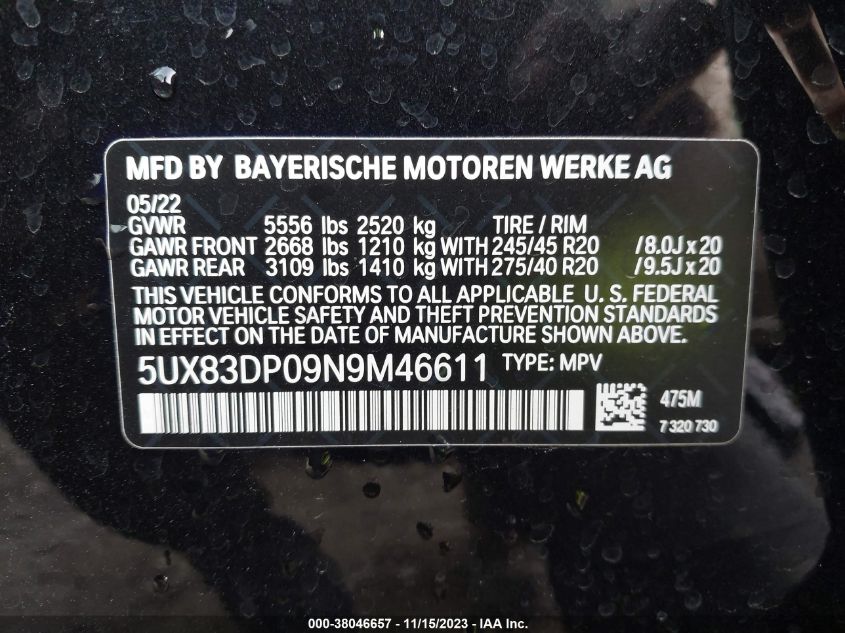 MFD BY BAYERISCHE MOTOREN WERKE AG
05/22
GVWR 5556 lbs 2520 kg TIRE / RIM
GAWR FRONT 2668 lbs 1210 kg WITH 245/45 R20 /8.0J x 20
GAWR REAR 3109 lbs 1410 kg WITH 275/40 R20 /9.5J x 20
THIS VEHICLE CONFORMS TO ALL APPLICABLE U. S. FEDERAL
MOTOR VEHICLE SAFETY AND THEFT PREVENTION STANDARDS
IN EFFECT ON THE DATE OF MANUFACTURE SHOWN ABOVE.
5UX83DP09N9M46611 TYPE: MPV
475M
7 320 730
000-38046657 - 11/15/2023 - IAA Inc.